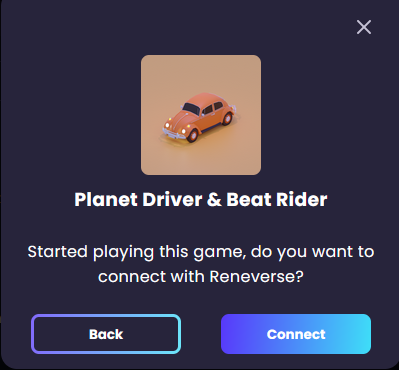 Planet Driver & Beat Rider
Started playing this game, do you want to
connect with Reneverse?
Back
Connect